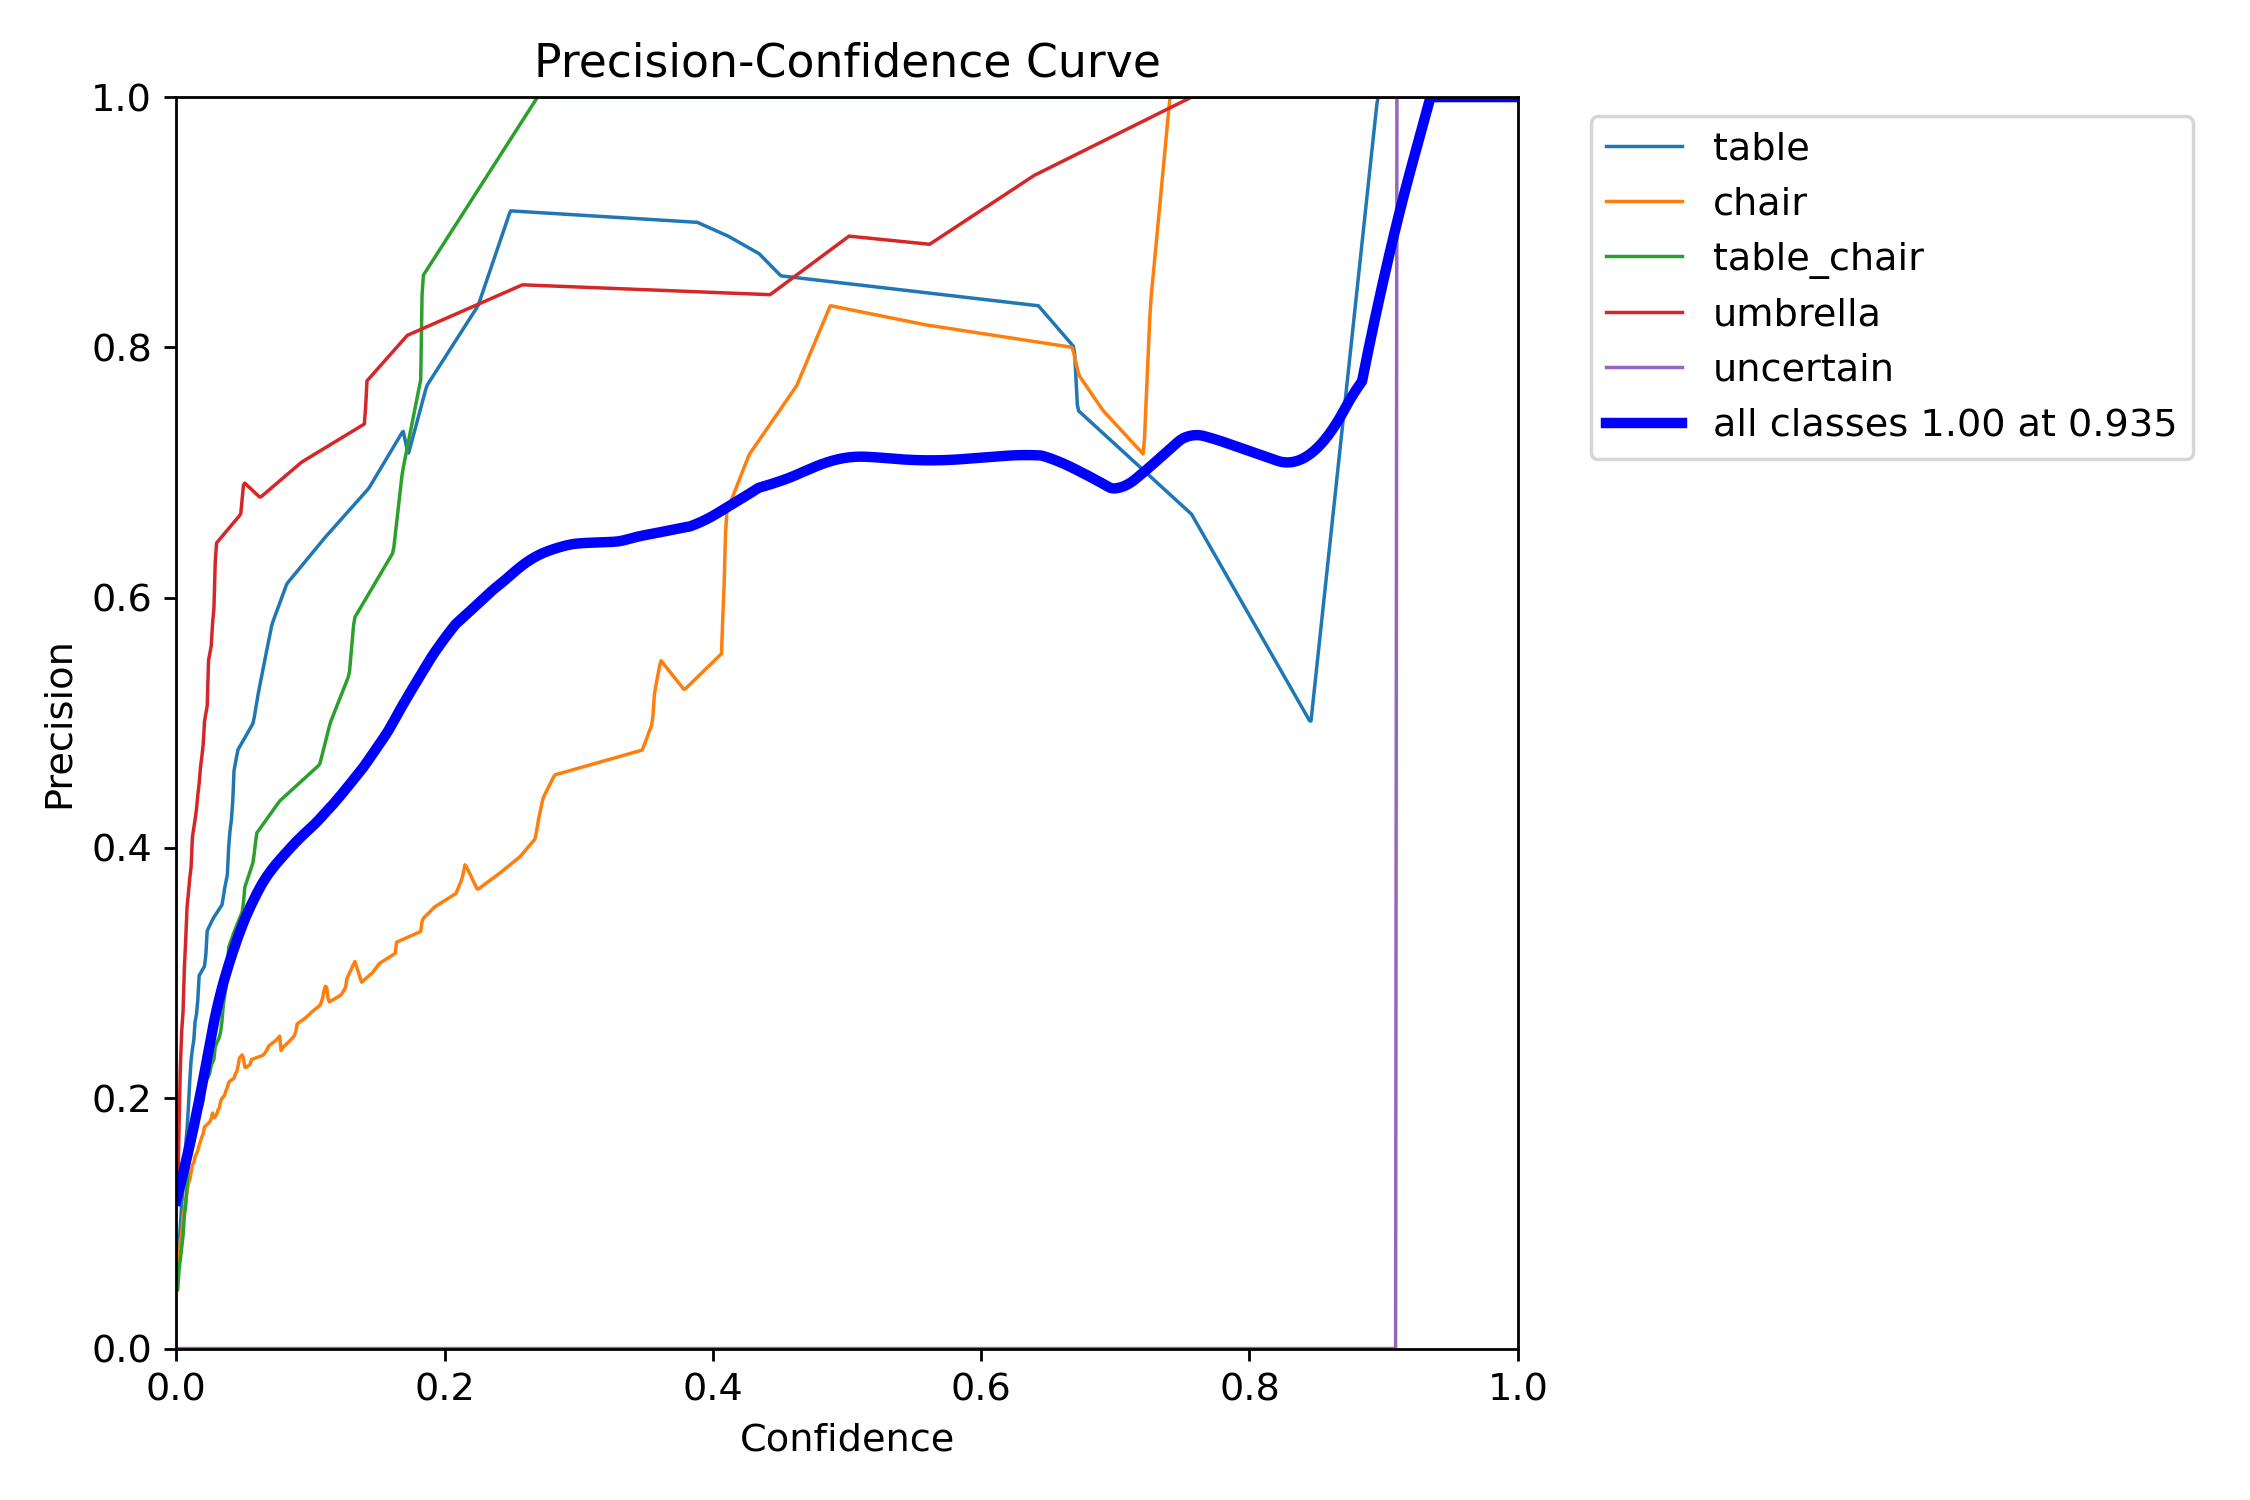 Precision-Confidence Curve
1.0
0.8
0.6
0.4
0.2
0.0
Precision
0.0
0.2
0.4
0.6
0.8
1.0
Confidence
table
chair
table_chair
umbrella
uncertain
all classes 1.00 at 0.935